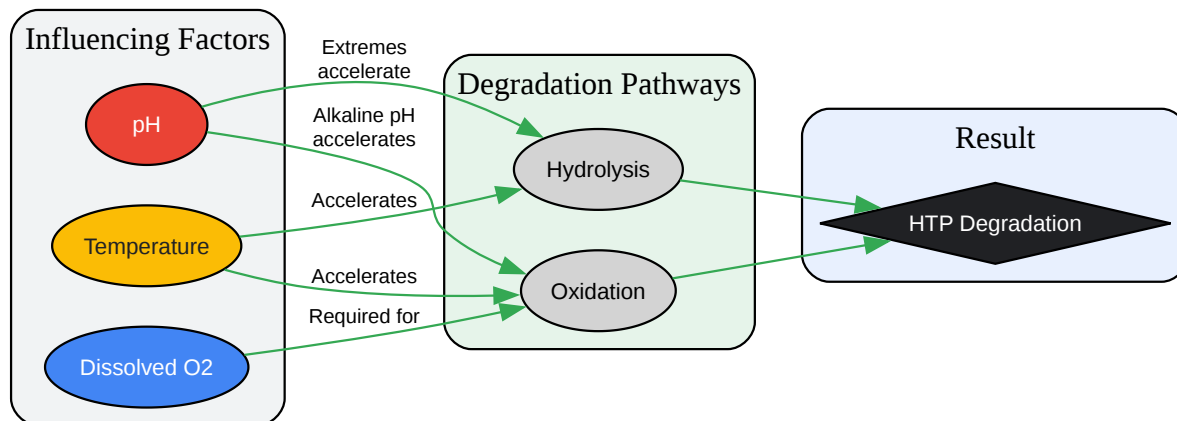 Influencing Factors
pH
Temperature
Dissolved O2
Extremes
accelerate
Alkaline pH
accelerates
Accelerates
Accelerates
Required for
Degradation Pathways
Hydrolysis
Oxidation
Result
HTP Degradation